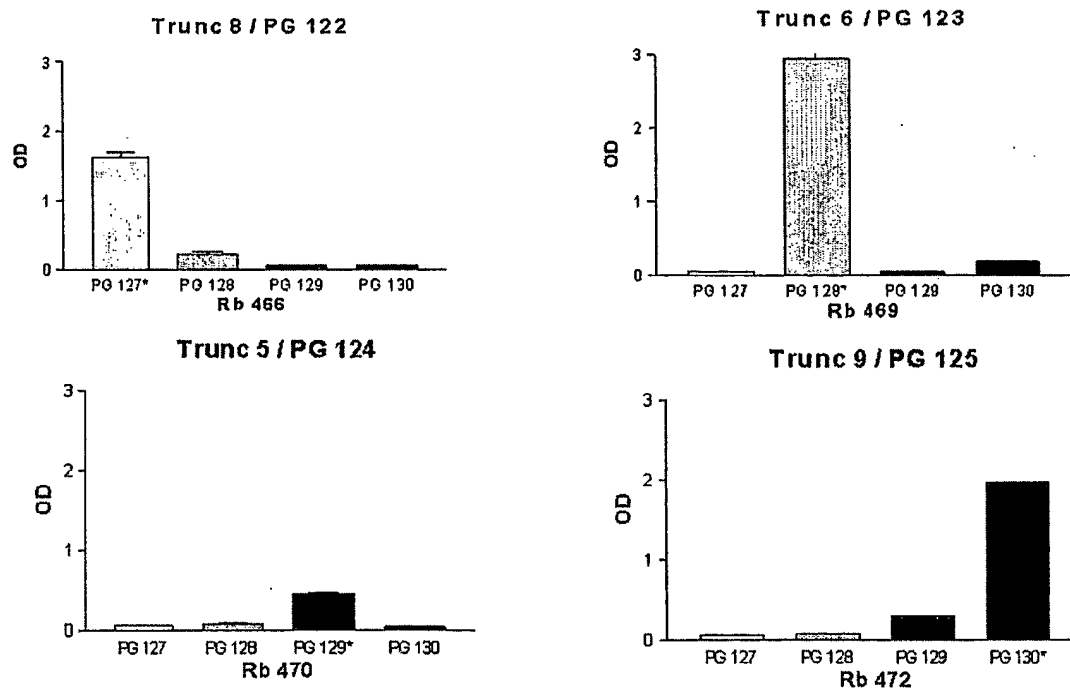 Trunc 8 / PG 122
3
2
1
0
OD
PG 127* PG 128 PG 129 PG 130
Rb 466
Trunc 6 / PG 123
3
2
1
0
OD
PG 127 PG 128* PG 129 PG 130
Rb 469
Trunc 5 / PG 124
3
2
1
0
OD
PG 127 PG 128 PG 129* PG 130
Rb 470
Trunc 9 / PG 125
3
2
1
0
OD
PG 127 PG 128 PG 129 PG 130*
Rb 472